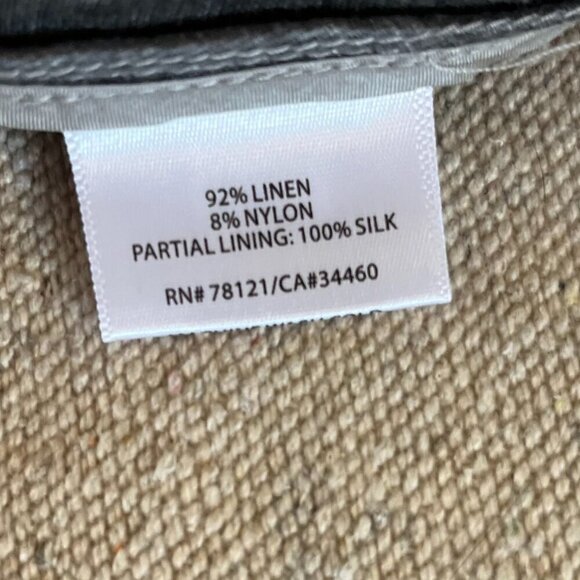 92% LINEN
8% NYLON
PARTIAL LINING: 100% SILK
RN# 78121/CA#34460